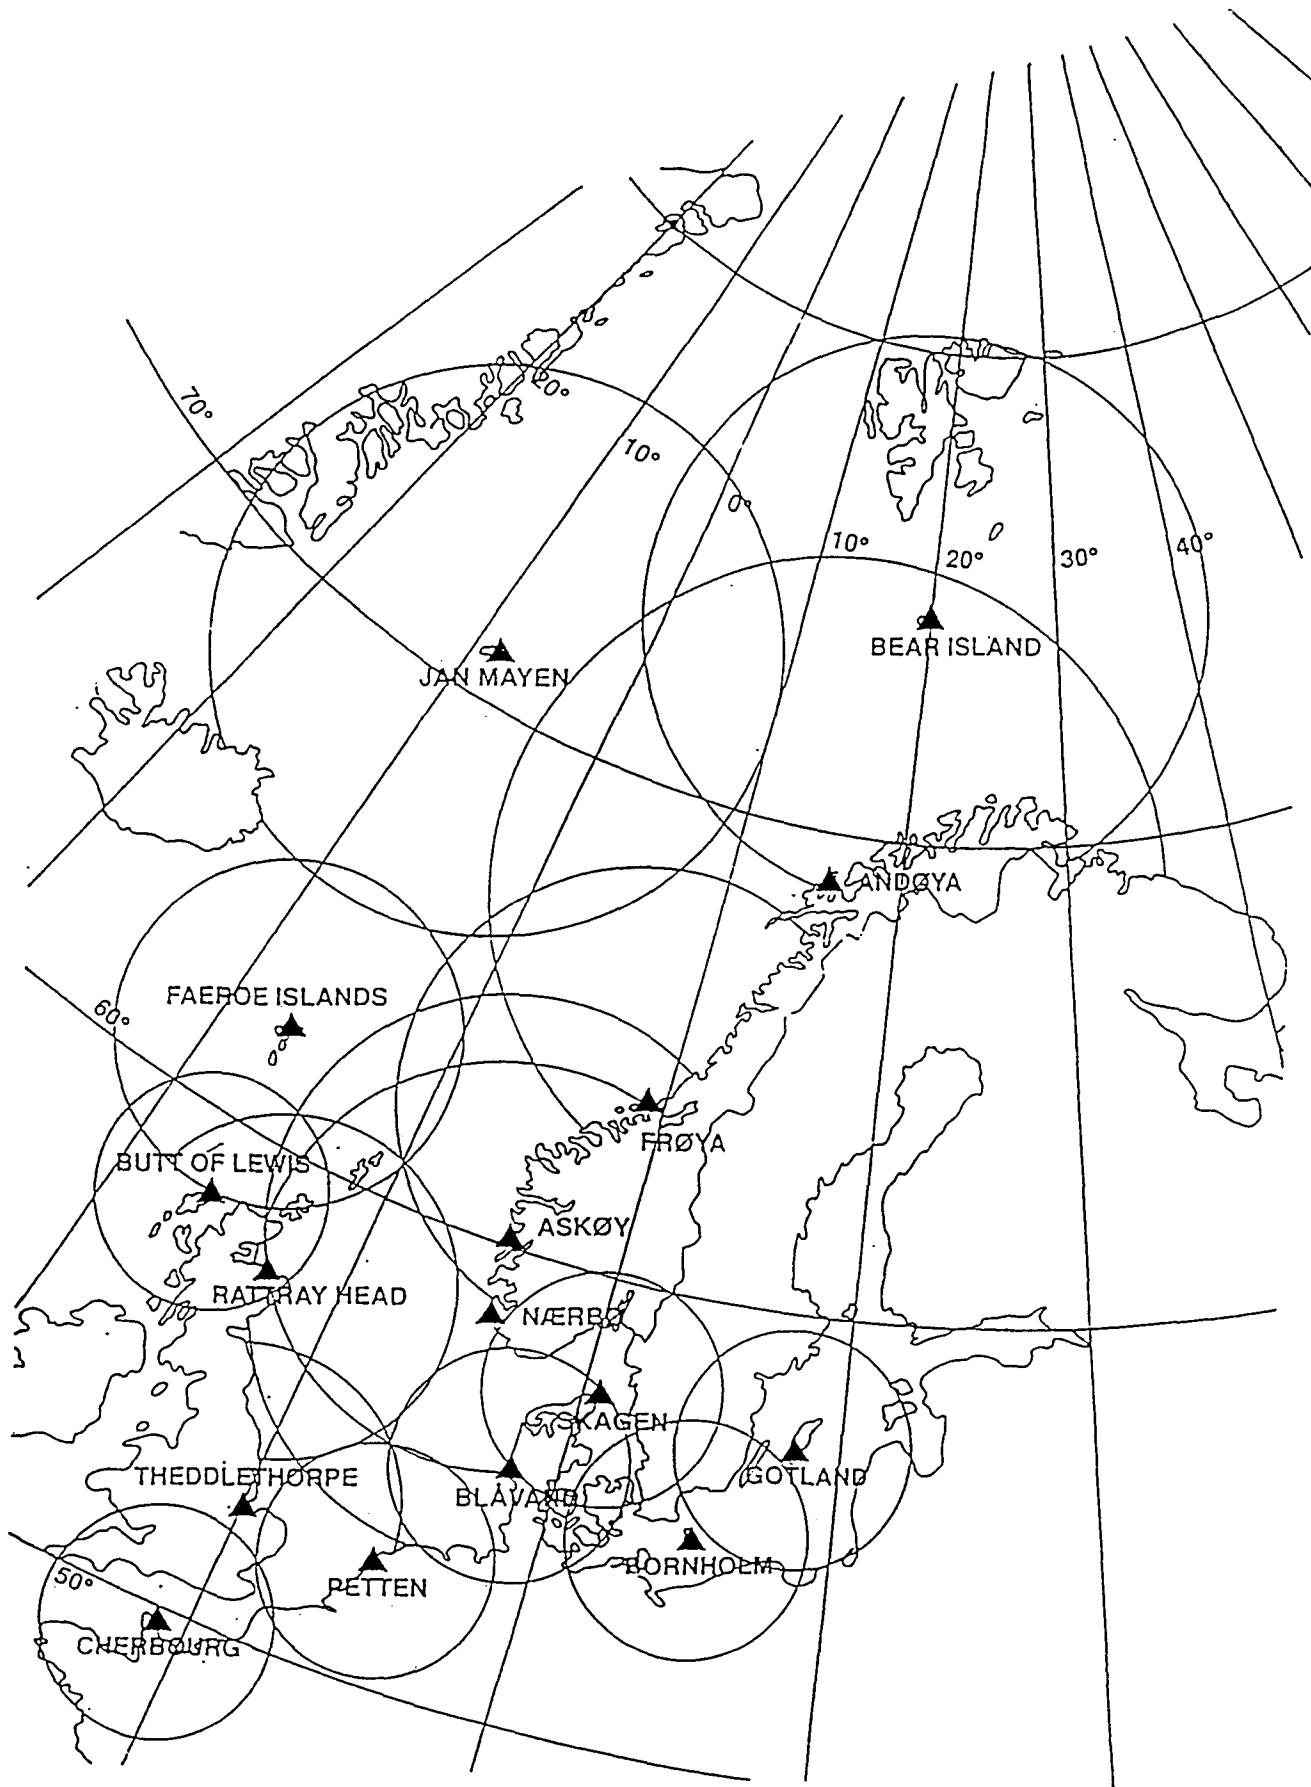 70°
20°
10°
0°
10°
20°
30°
40°
BEAR ISLAND
JAN MAYEN
ANDØYA
FAEROE ISLANDS
60°
FRØYA
BUTT OF LEWIS
ASKØY
RATTRAY HEAD
NÆRBØ
SKAGEN
THEDDLETHORPE
GOTLAND
BLÅVAND
BORNHOLM
50°
PETTEN
CHERBOURG